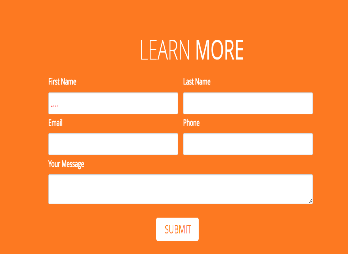 LEARN MORE
First Name Last Name
....
Email Phone
Your Message
SUBMIT